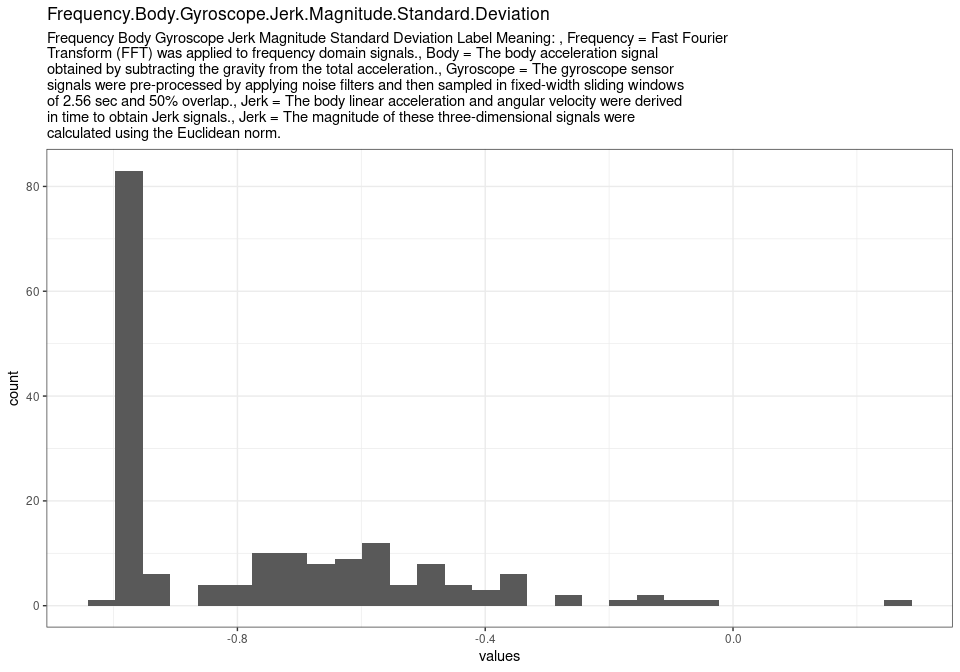 Frequency.Body.Gyroscope.Jerk.Magnitude.Standard.Deviation
Frequency Body Gyroscope Jerk Magnitude Standard Deviation Label Meaning: , Frequency = Fast Fourier
Transform (FFT) was applied to frequency domain signals., Body = The body acceleration signal
obtained by subtracting the gravity from the total acceleration., Gyroscope = The gyroscope sensor
signals were pre-processed by applying noise filters and then sampled in fixed-width sliding windows
of 2.56 sec and 50% overlap., Jerk = The body linear acceleration and angular velocity were derived
in time to obtain Jerk signals., Jerk = The magnitude of these three-dimensional signals were
calculated using the Euclidean norm.
80
60
40
20
0
count
-0.8
-0.4
0.0
values